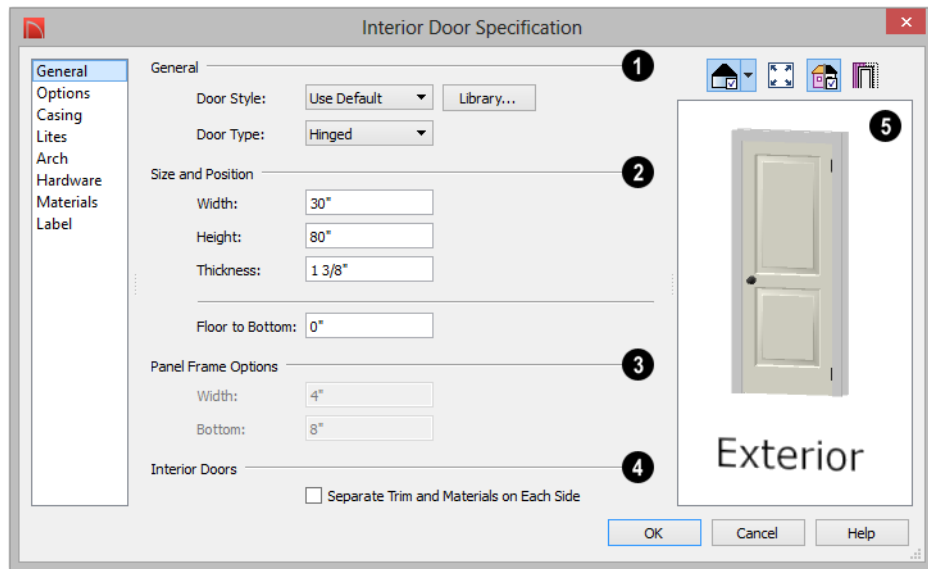 Interior Door Specification
General
Options
Casing
Lites
Arch
Hardware
Materials
Label
General 1
Door Style: Use Default Library...
Door Type: Hinged
Size and Position 2
Width: 30"
Height: 80"
Thickness: 1 3/8"
Floor to Bottom: 0"
Panel Frame Options 3
Width: 4"
Bottom: 8"
Interior Doors 4
Separate Trim and Materials on Each Side
5
Exterior
OK Cancel Help